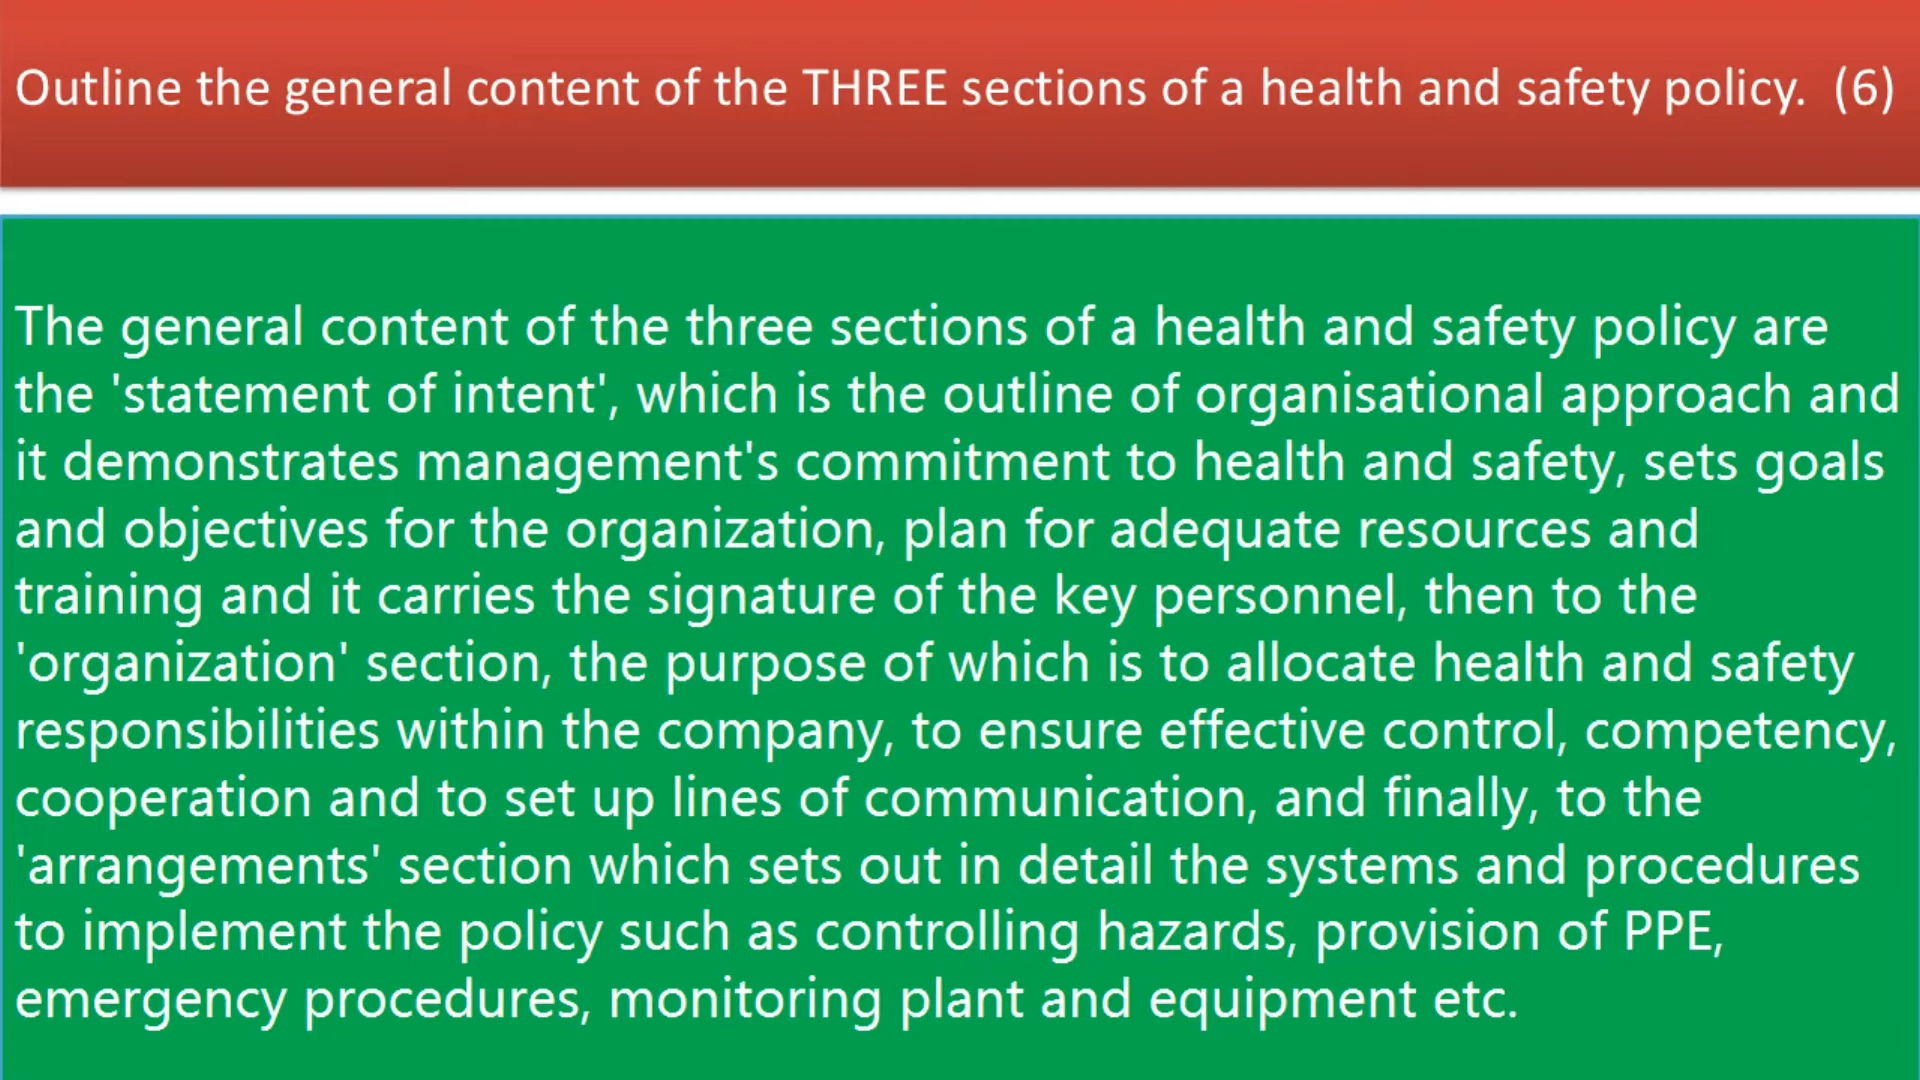 Outline the general content of the THREE sections of a health and safety policy. (6)
The general content of the three sections of a health and safety policy are
the 'statement of intent', which is the outline of organisational approach and
it demonstrates management's commitment to health and safety, sets goals
and objectives for the organization, plan for adequate resources and
training and it carries the signature of the key personnel, then to the
'organization' section, the purpose of which is to allocate health and safety
responsibilities within the company, to ensure effective control, competency,
cooperation and to set up lines of communication, and finally, to the
'arrangements' section which sets out in detail the systems and procedures
to implement the policy such as controlling hazards, provision of PPE,
emergency procedures, monitoring plant and equipment etc.